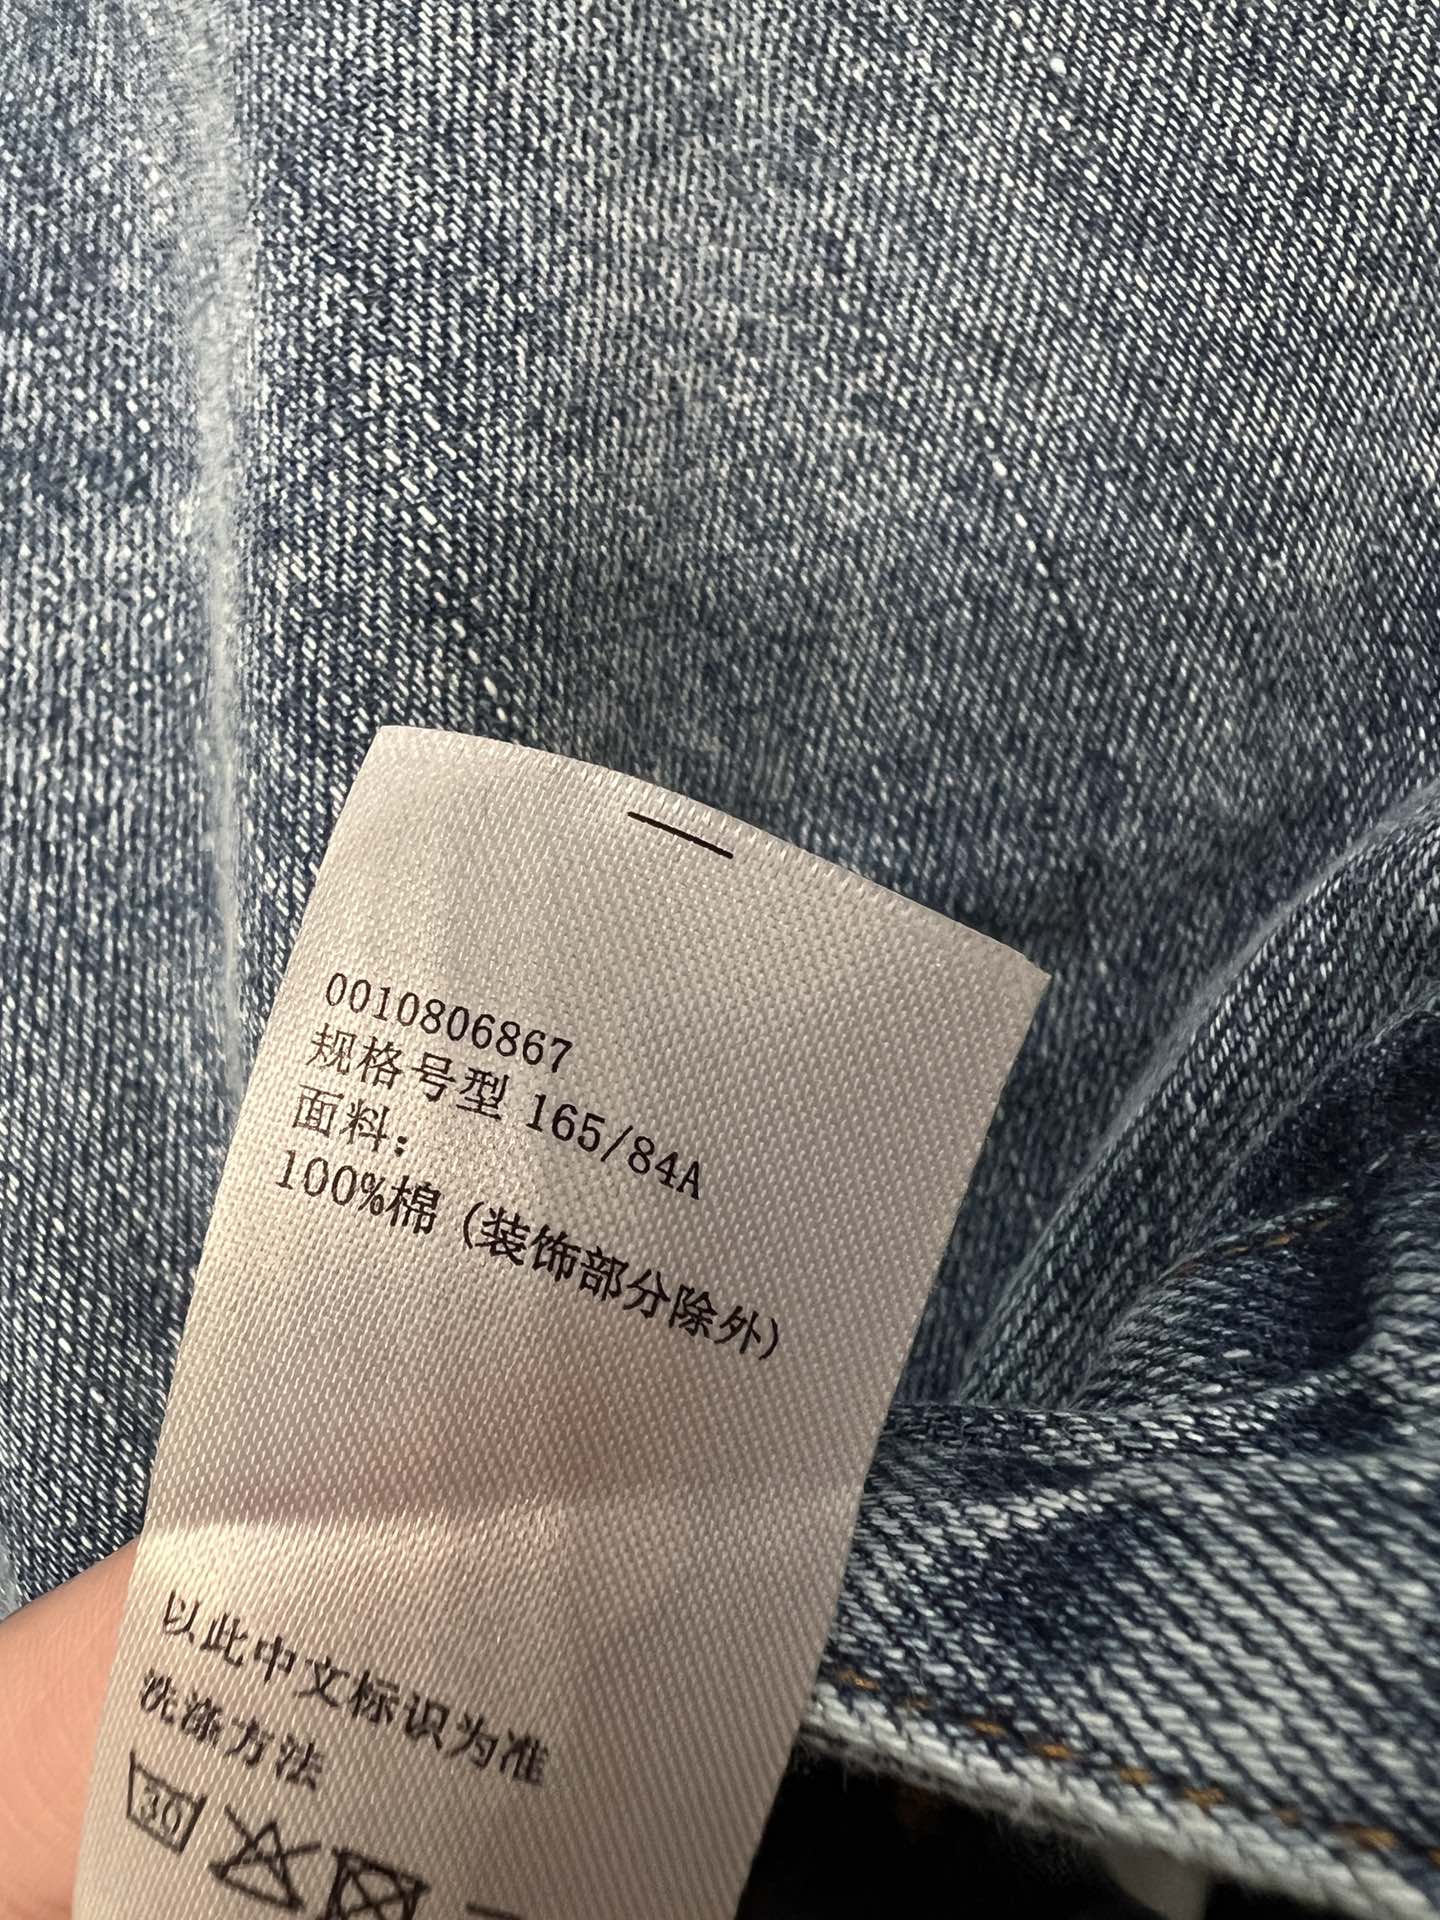 0010806867
规格号型 165/84A
面料：
100%棉 (装饰部分除外)
以此中文标识为准
洗涤方法
30